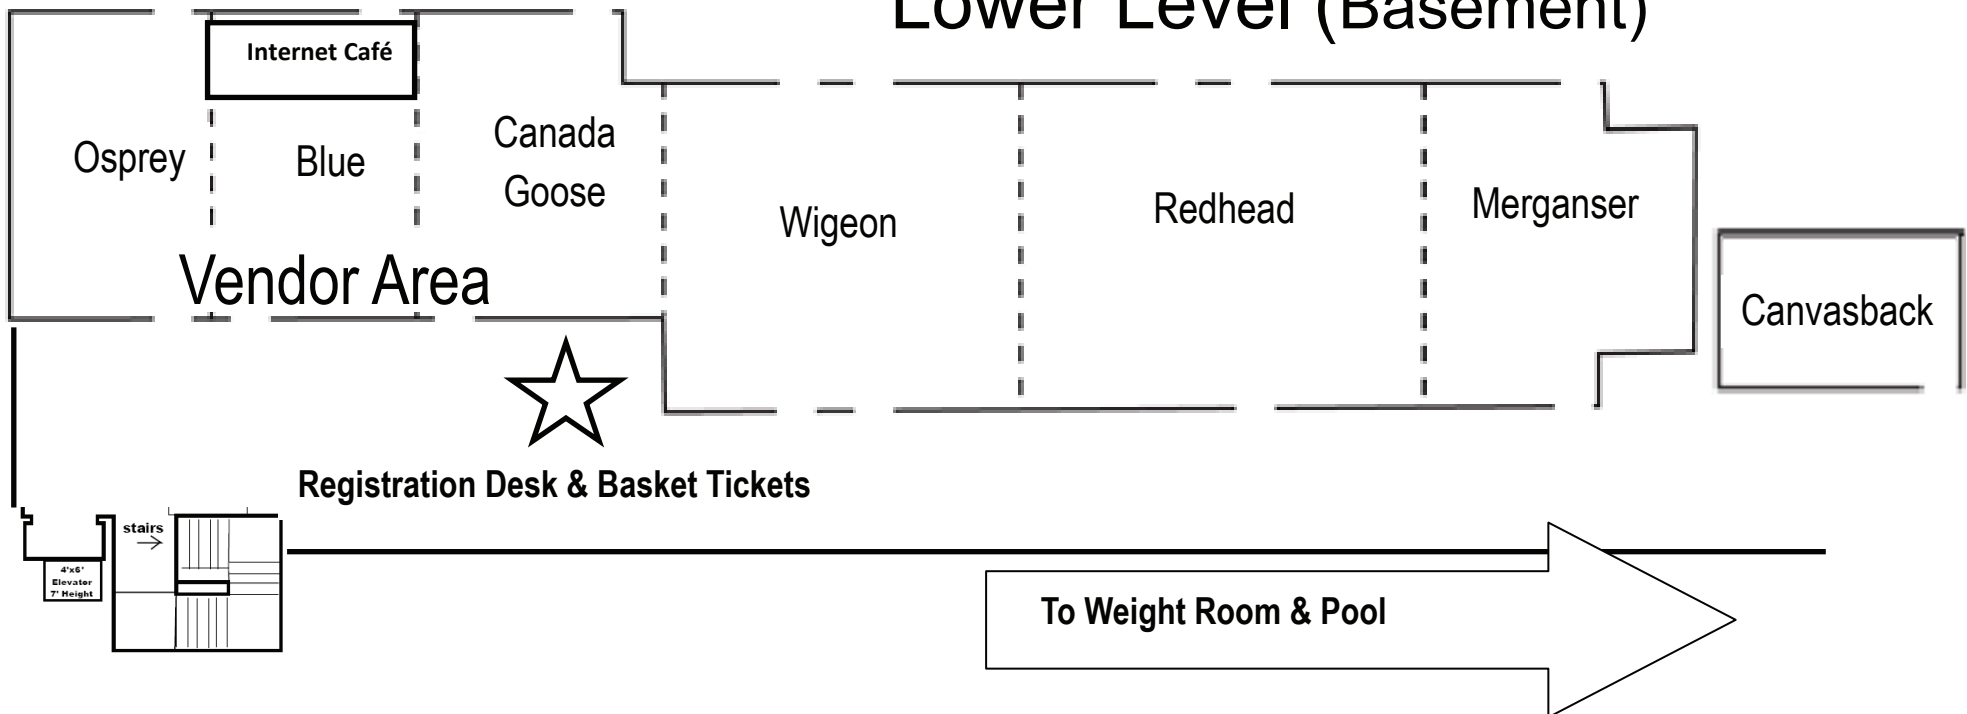 Lower Level (Basement)
Internet Café
Osprey
Blue
Canada
Goose
Wigeon
Redhead
Merganser
Canvasback
Vendor Area
Registration Desk & Basket Tickets
stairs
4'x6'
Elevator
7' Height
To Weight Room & Pool